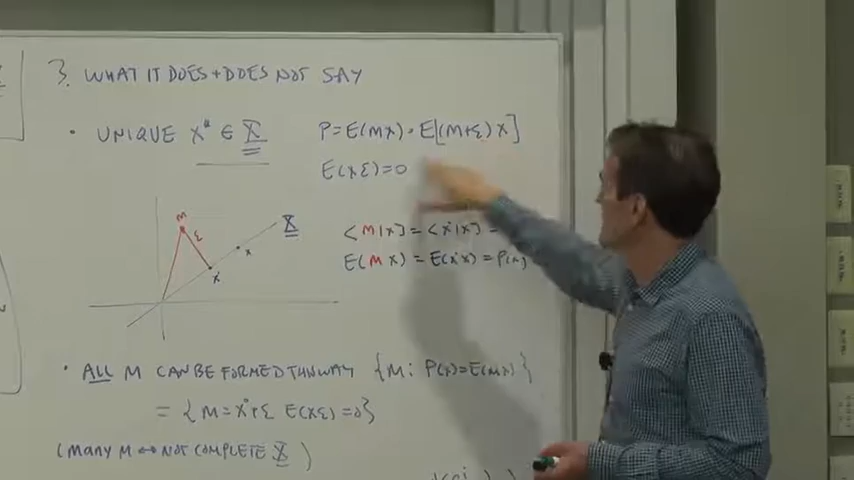 3. WHAT IT DOES + DOES NOT SAY
• UNIQUE X* ∈ X
P=E(MX)=E[(M+ε)X]
E(Xε)=0
M
ε
X
X
X
<M|X>=<X*|X>=
E(MX)=E(X*X)=P(X)
• ALL M CAN BE FORMED THIS WAY {M: P(X)=E(MX)}
= {M=X*+ε E(Xε)=0}
(MANY M ↔ NOT COMPLETE X)